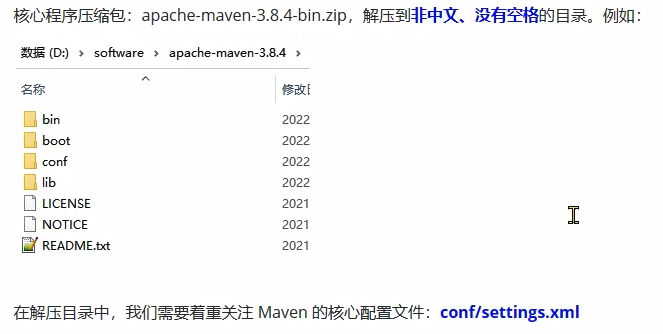 核心程序压缩包：apache-maven-3.8.4-bin.zip，解压到非中文、没有空格的目录。例如：
数据 (D:) > software > apache-maven-3.8.4 >
名称 修改日
bin 2022
boot 2022
conf 2022
lib 2022
LICENSE 2021
NOTICE 2021
README.txt 2021
在解压目录中，我们需要着重关注 Maven 的核心配置文件：conf/settings.xml